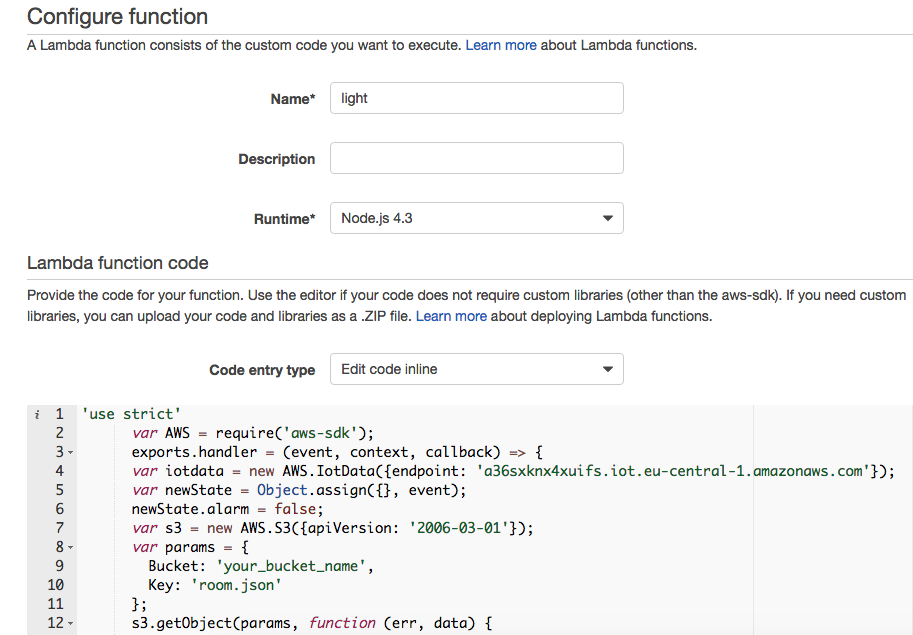 Configure function
A Lambda function consists of the custom code you want to execute. Learn more about Lambda functions.
Name* light
Description
Runtime* Node.js 4.3
Lambda function code
Provide the code for your function. Use the editor if your code does not require custom libraries (other than the aws-sdk). If you need custom
libraries, you can upload your code and libraries as a .ZIP file. Learn more about deploying Lambda functions.
Code entry type Edit code inline
i 1 'use strict'
2 var AWS = require('aws-sdk');
3 exports.handler = (event, context, callback) => {
4 var iotdata = new AWS.IotData({endpoint: 'a36sxknx4xuifs.iot.eu-central-1.amazonaws.com'});
5 var newState = Object.assign({}, event);
6 newState.alarm = false;
7 var s3 = new AWS.S3({apiVersion: '2006-03-01'});
8 var params = {
9 Bucket: 'your_bucket_name',
10 Key: 'room.json'
11 };
12 s3.getObject(params, function (err, data) {